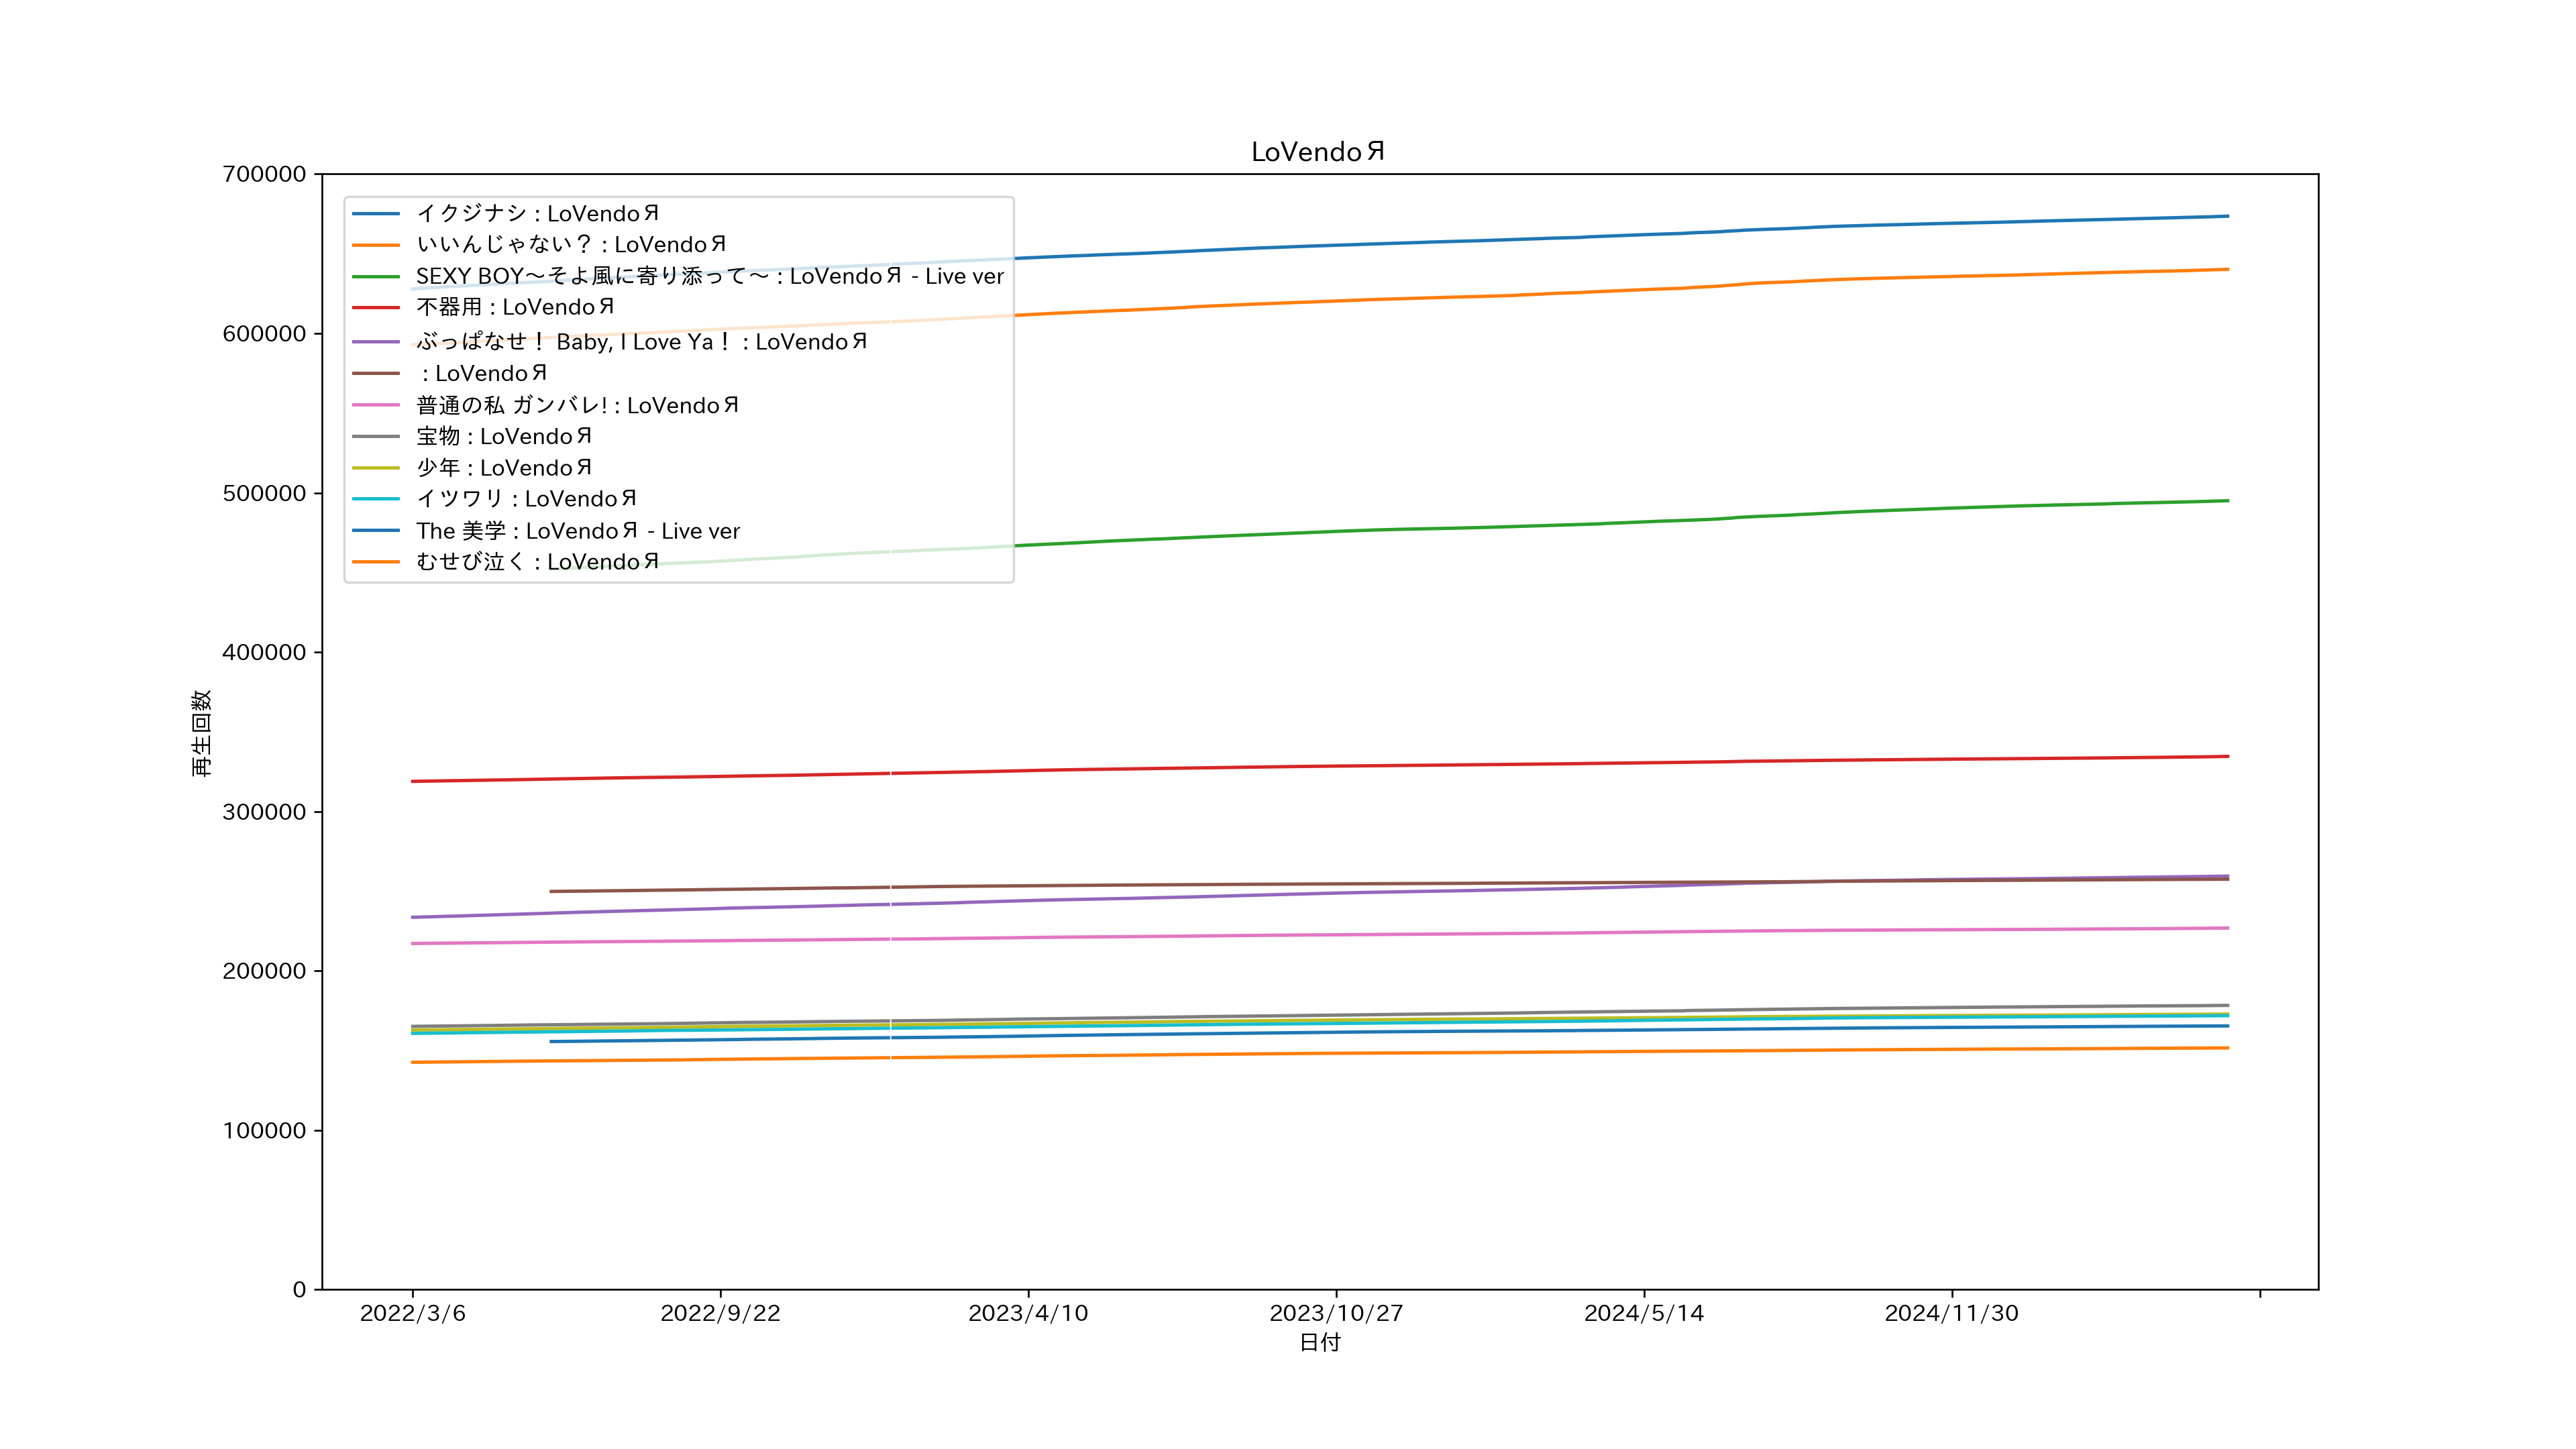 LoVendoЯ
700000
600000
500000
400000
300000
200000
100000
0
再生回数
イクジナシ : LoVendoЯ
いいんじゃない？ : LoVendoЯ
SEXY BOY～そよ風に寄り添って～ : LoVendoЯ - Live ver
不器用 : LoVendoЯ
ぶっぱなせ！ Baby, I Love Ya！ : LoVendoЯ
: LoVendoЯ
普通の私 ガンバレ! : LoVendoЯ
宝物 : LoVendoЯ
少年 : LoVendoЯ
イツワリ : LoVendoЯ
The 美学 : LoVendoЯ - Live ver
むせび泣く : LoVendoЯ
2022/3/6
2022/9/22
2023/4/10
2023/10/27
2024/5/14
2024/11/30
日付